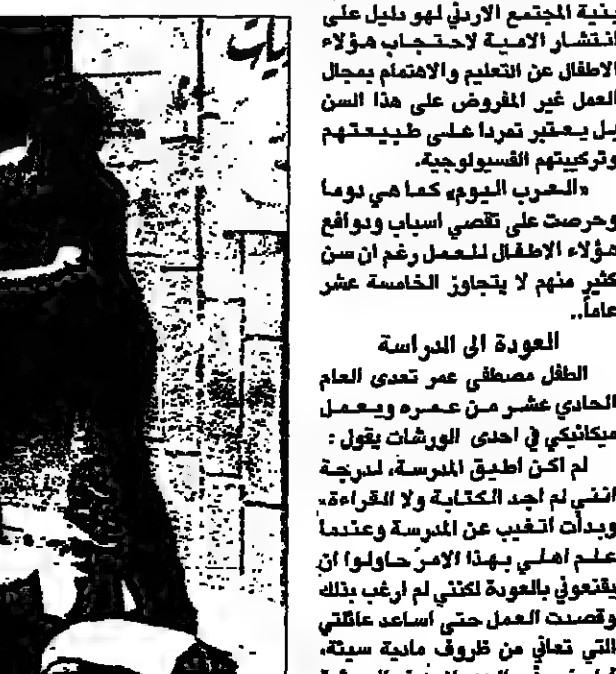 بنية المجتمع الاردني لهو دليل على
انتشار الامية لاحتجاب هؤلاء
الاطفال عن التعليم والاهتمام بمجال
العمل غير المفروض على هذا السن
بل يعتبر تمردا على طبيعتهم
وتركيبتهم الفسيولوجية.
«العرب اليوم» كما هي دوما
وحرصت على تقصي اسباب ودوافع
هؤلاء الاطفال للعمل رغم ان سن
كثير منهم لا يتجاوز الخامسة عشر
عاماً..
العودة الى الدراسة
الطفل مصطفى عمر تعدى العام
الحادي عشر من عمره ويعمل
ميكانيكي في احدى الورشات يقول :
لم اكن اطيق المدرسة، لدرجة
انني لم اجد الكتابة ولا القراءة،
وبدأت اتغيب عن المدرسة وعندما
علم اهلي بهذا الامر حاولوا ان
يقنعوني بالعودة لكنني لم ارغب بذلك
وقصدت العمل حتى اساعد عائلتي
التي تعاني من ظروف مادية سيئة،